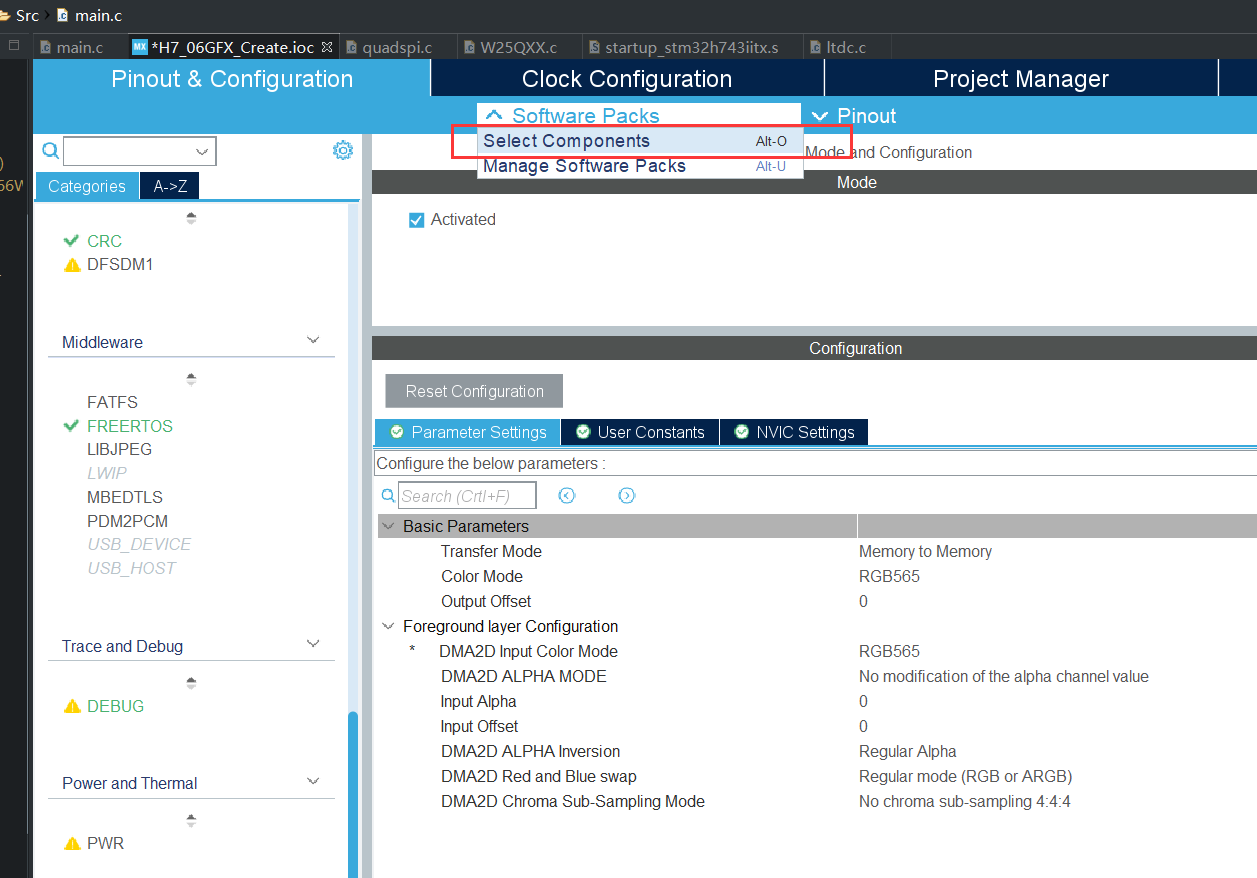 Src main.c
main.c *H7_06GFX_Create.ioc quadspi.c W25QXX.c startup_stm32h743iitx.s ltdc.c
Pinout & Configuration Clock Configuration Project Manager
Software Packs Pinout
Select Components Alt-O
Manage Software Packs Alt-U
Mode and Configuration
Categories A->Z
Mode
Activated
CRC
DFSDM1
Middleware
FATFS
FREERTOS
LIBJPEG
LWIP
MBEDTLS
PDM2PCM
USB_DEVICE
USB_HOST
Trace and Debug
DEBUG
Power and Thermal
PWR
Configuration
Reset Configuration
Parameter Settings User Constants NVIC Settings
Configure the below parameters :
Search (Crtl+F)
Basic Parameters
Transfer Mode Memory to Memory
Color Mode RGB565
Output Offset 0
Foreground layer Configuration
* DMA2D Input Color Mode RGB565
DMA2D ALPHA MODE No modification of the alpha channel value
Input Alpha 0
Input Offset 0
DMA2D ALPHA Inversion Regular Alpha
DMA2D Red and Blue swap Regular mode (RGB or ARGB)
DMA2D Chroma Sub-Sampling Mode No chroma sub-sampling 4:4:4